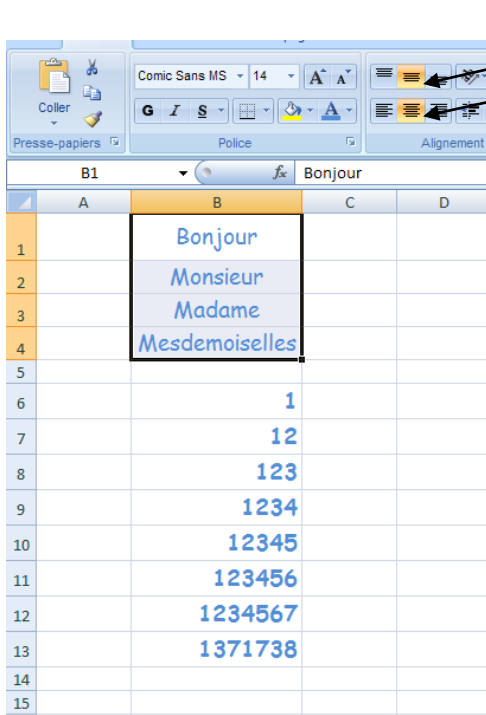 Comic Sans MS 14 A A
Coller
G I S A
Presse-papiers Police Alignement
B1 fx Bonjour
A B C D
1 Bonjour
2 Monsieur
3 Madame
4 Mesdemoiselles
5
6 1
7 12
8 123
9 1234
10 12345
11 123456
12 1234567
13 1371738
14
15